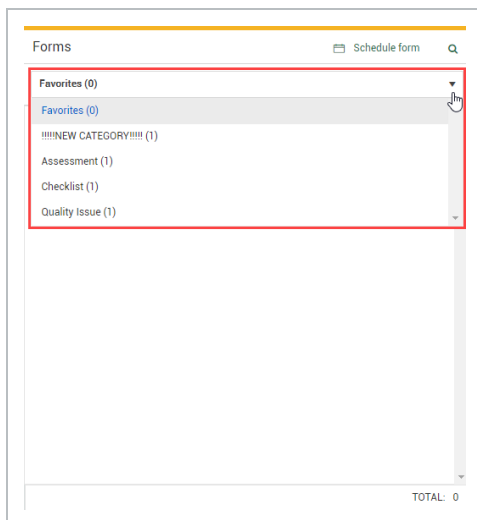 Forms Schedule form
Favorites (0)
Favorites (0)
!!!!!NEW CATEGORY!!!!! (1)
Assessment (1)
Checklist (1)
Quality Issue (1)
TOTAL: 0